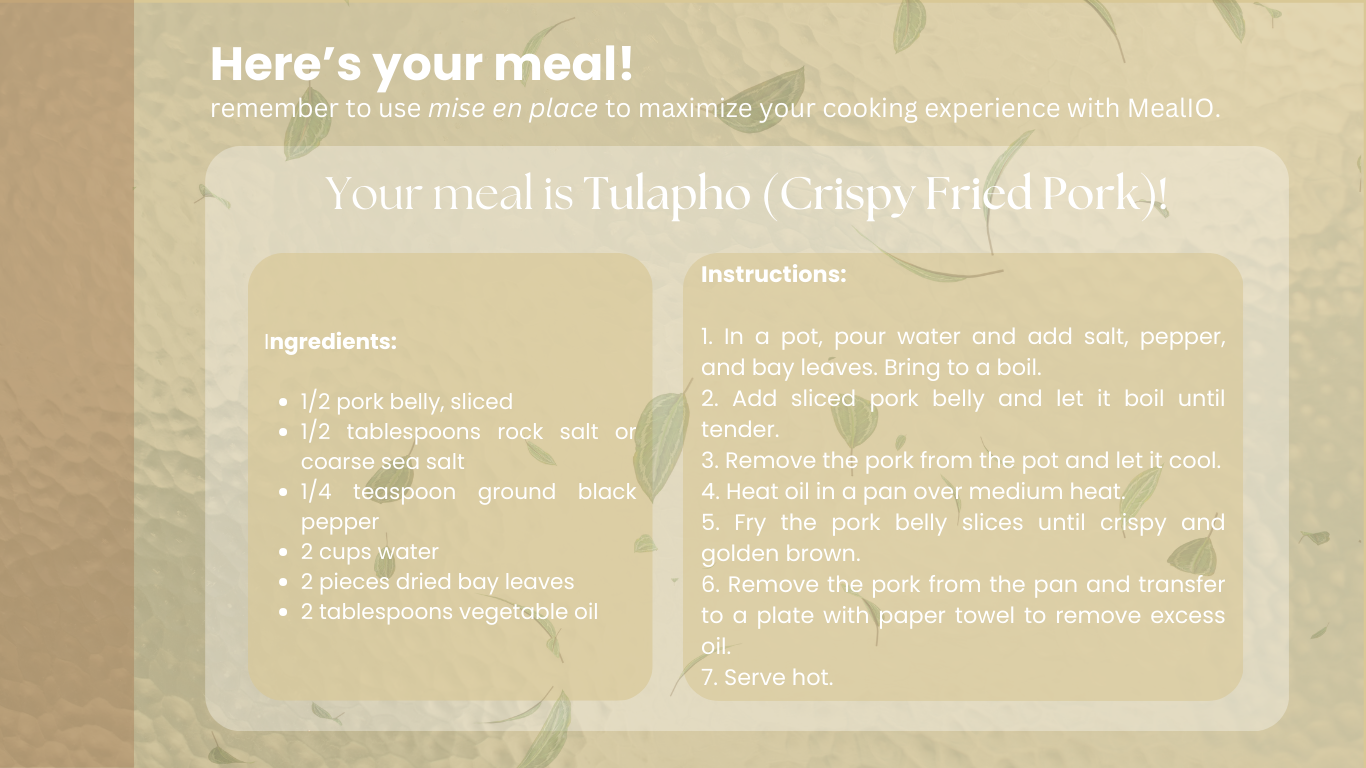 Here's your meal!
remember to use mise en place to maximize your cooking experience with MealIO.
Your meal is Tulapho (Crispy Fried Pork)!
Ingredients:
• 1/2 pork belly, sliced
• 1/2 tablespoons rock salt or
coarse sea salt
• 1/4 teaspoon ground black
pepper
• 2 cups water
• 2 pieces dried bay leaves
• 2 tablespoons vegetable oil
Instructions:
1. In a pot, pour water and add salt, pepper,
and bay leaves. Bring to a boil.
2. Add sliced pork belly and let it boil until
tender.
3. Remove the pork from the pot and let it cool.
4. Heat oil in a pan over medium heat.
5. Fry the pork belly slices until crispy and
golden brown.
6. Remove the pork from the pan and transfer
to a plate with paper towel to remove excess
oil.
7. Serve hot.